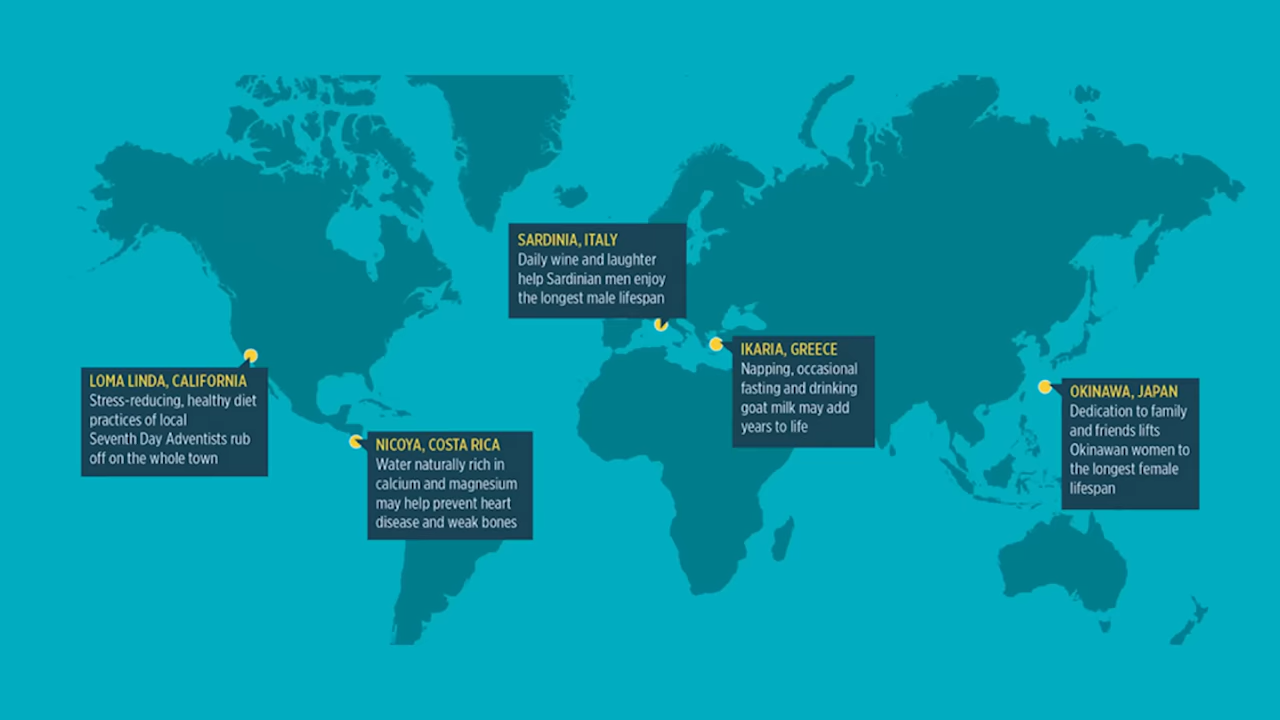 SARDINIA, ITALY
Daily wine and laughter
help Sardinian men enjoy
the longest male lifespan
IKARIA, GREECE
Napping, occasional
fasting and drinking
goat milk may add
years to life
LOMA LINDA, CALIFORNIA
Stress-reducing, healthy diet
practices of local
Seventh Day Adventists rub
off on the whole town
OKINAWA, JAPAN
Dedication to family
and friends lifts
Okinawan women to
the longest female
lifespan
NICOYA, COSTA RICA
Water naturally rich in
calcium and magnesium
may help prevent heart
disease and weak bones